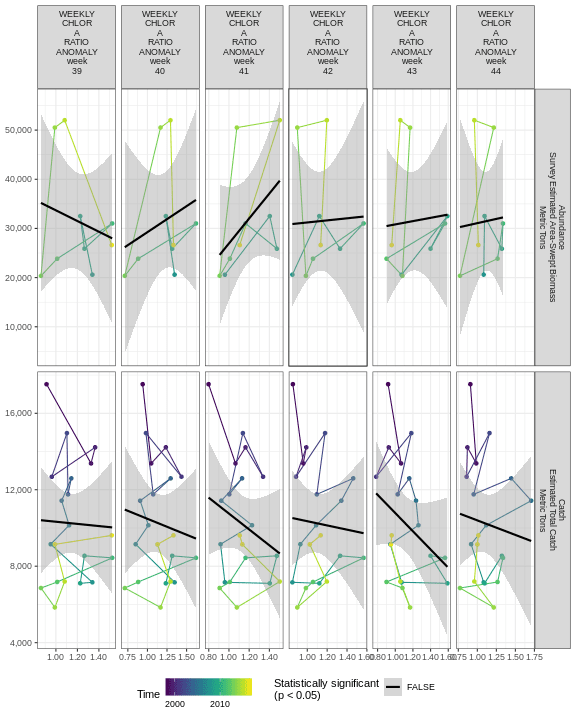 WEEKLY
CHLOR
A
RATIO
ANOMALY
week
39
WEEKLY
CHLOR
A
RATIO
ANOMALY
week
40
WEEKLY
CHLOR
A
RATIO
ANOMALY
week
41
WEEKLY
CHLOR
A
RATIO
ANOMALY
week
42
WEEKLY
CHLOR
A
RATIO
ANOMALY
week
43
WEEKLY
CHLOR
A
RATIO
ANOMALY
week
44
50,000
40,000
30,000
20,000
10,000
Abundance
Survey Estimated Area-Swept Biomass
Metric Tons
16,000
12,000
8,000
4,000
Catch
Estimated Total Catch
Metric Tons
1.00 1.20 1.40
0.75 1.00 1.25 1.50
0.80 1.00 1.20 1.40
1.00 1.20 1.40 1.60
0.80 1.00 1.20 1.40 1.60
0.75 1.00 1.25 1.50 1.75
Time
2000 2010
Statistically significant
(p < 0.05)
FALSE